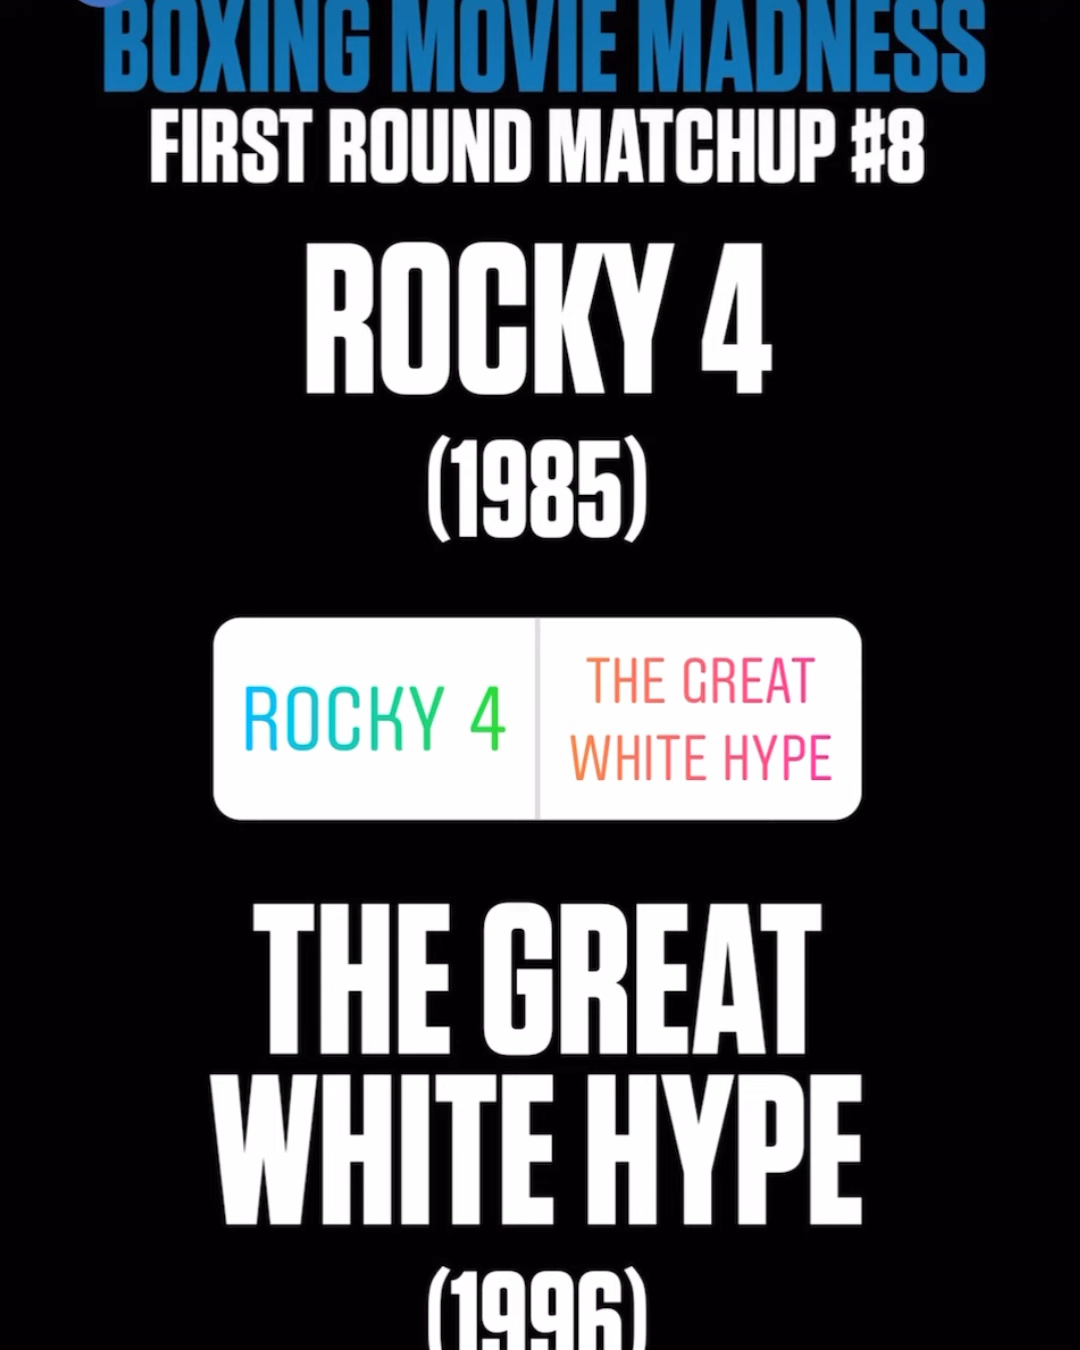 BOXING MOVIE MADNESS
FIRST ROUND MATCHUP #8
ROCKY 4
(1985)
ROCKY 4
THE GREAT
WHITE HYPE
THE GREAT
WHITE HYPE
(1996)